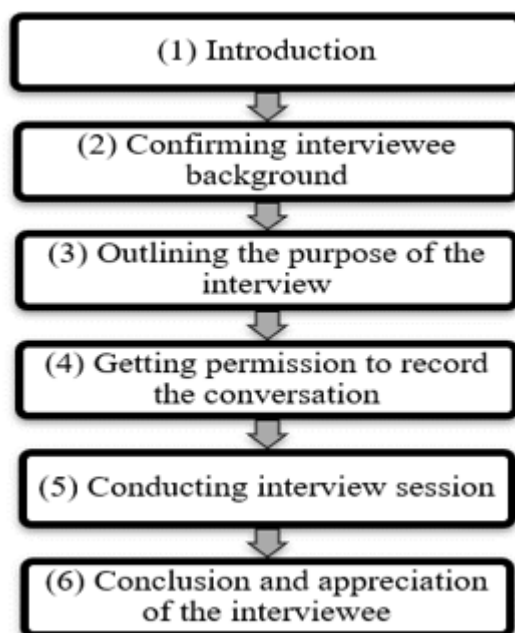 (1) Introduction
(2) Confirming interviewee
background
(3) Outlining the purpose of the
interview
(4) Getting permission to record
the conversation
(5) Conducting interview session
(6) Conclusion and appreciation
of the interviewee